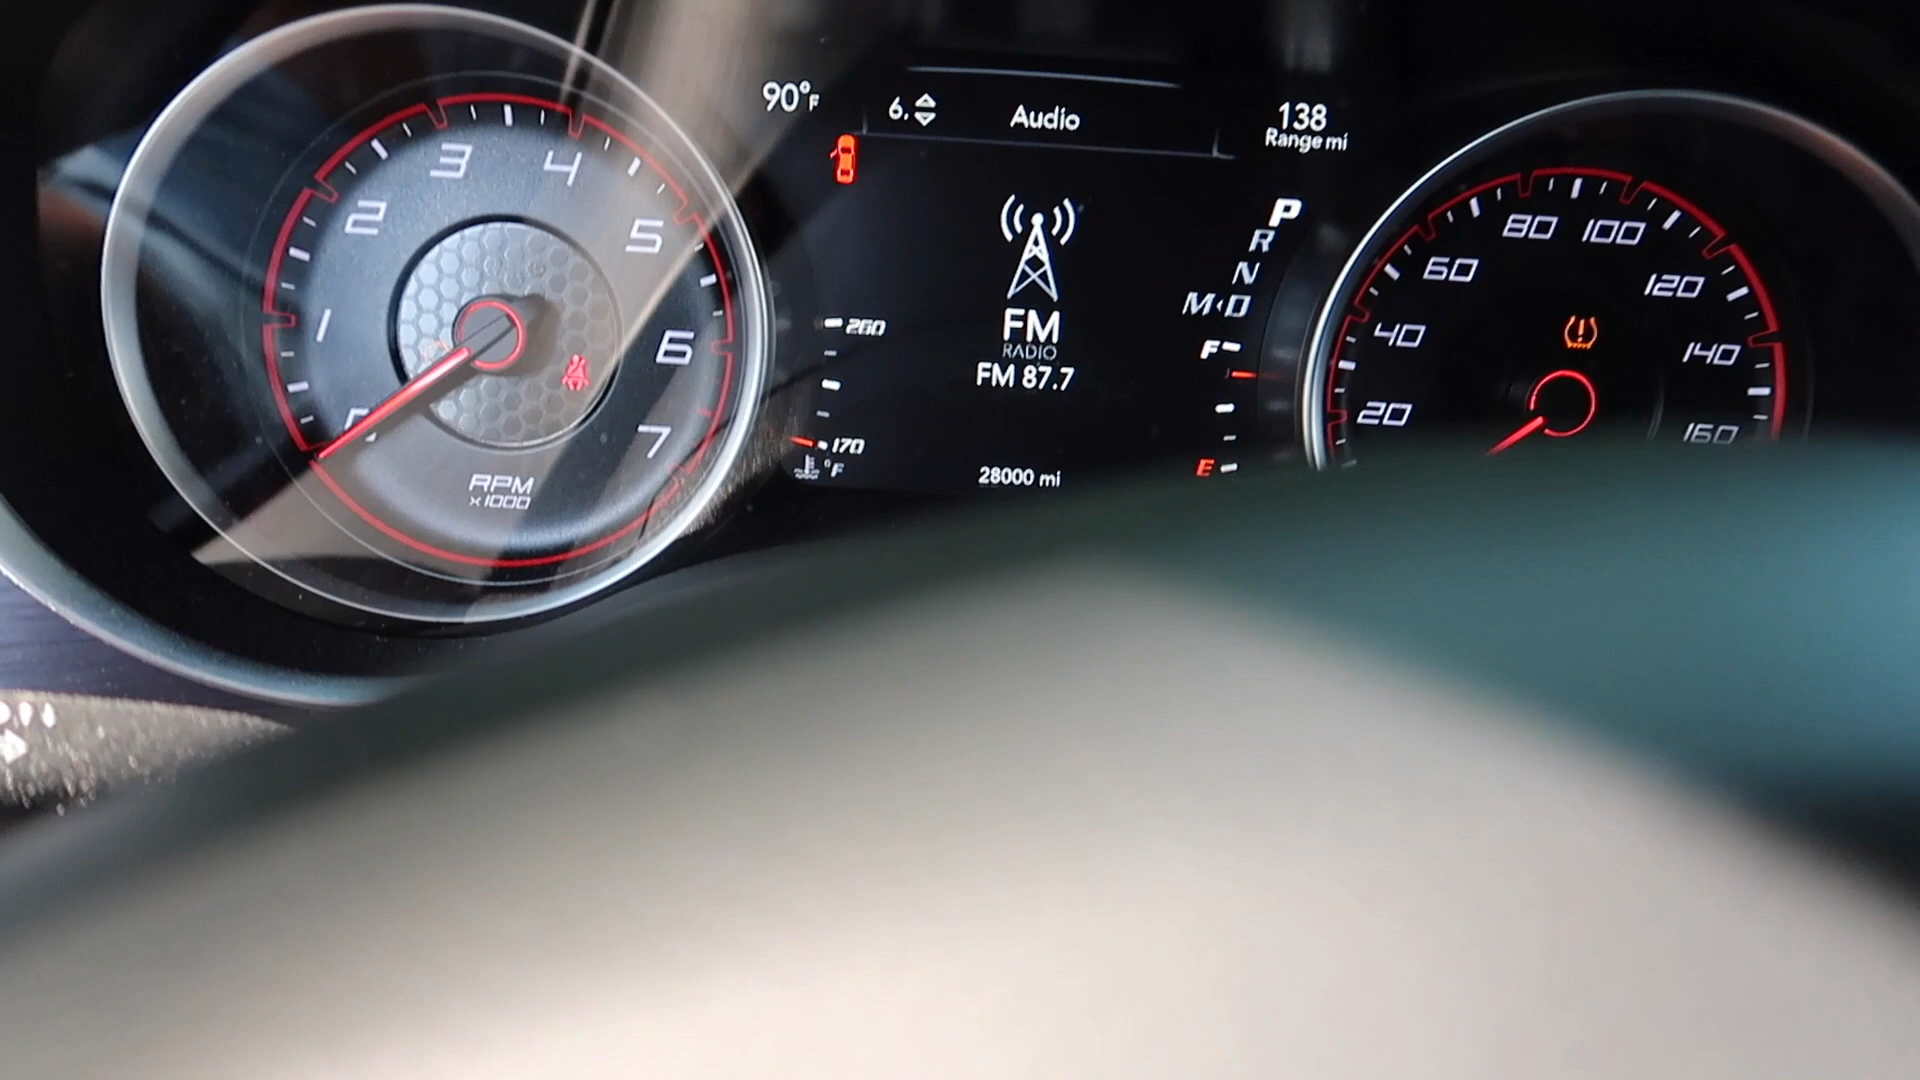 90°F
6.
Audio
138
Range mi
1
2
3
4
5
6
7
RPM
x1000
260
170
°F
FM
RADIO
FM 87.7
28000 mi
P
R
N
M‹D
F
E
20
40
60
80
100
120
140
160